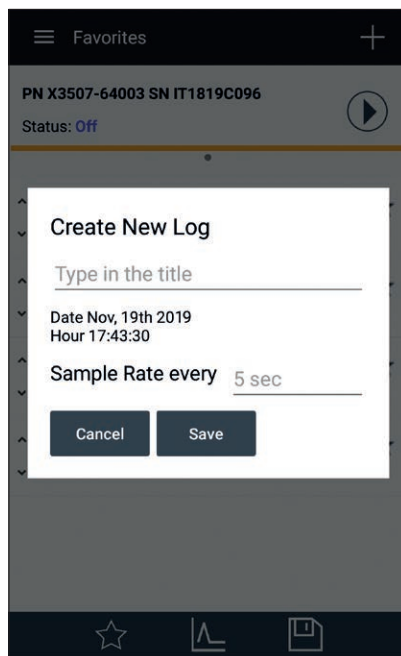 Favorites
PN X3507-64003 SN IT1819C096
Status: Off
Create New Log
Type in the title
Date Nov, 19th 2019
Hour 17:43:30
Sample Rate every 5 sec
Cancel Save